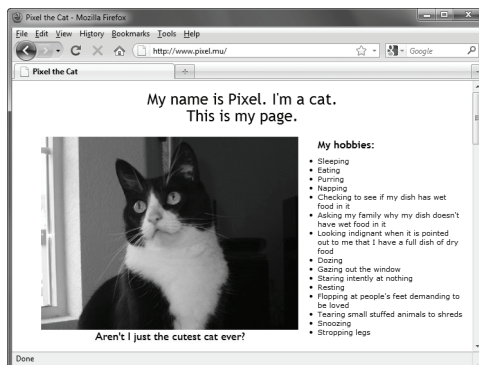 Pixel the Cat - Mozilla Firefox
File Edit View History Bookmarks Tools Help
http://www.pixel.mu/
Google
Pixel the Cat
My name is Pixel. I'm a cat.
This is my page.
My hobbies:
• Sleeping
• Eating
• Purring
• Napping
• Checking to see if my dish has wet
food in it
• Asking my family why my dish doesn't
have wet food in it
• Looking indignant when it is pointed
out to me that I have a full dish of dry
food
• Dozing
• Gazing out the window
• Staring intently at nothing
• Resting
• Flopping at people's feet demanding to
be loved
• Tearing small stuffed animals to shreds
• Snoozing
• Stropping legs
Aren't I just the cutest cat ever?
Done